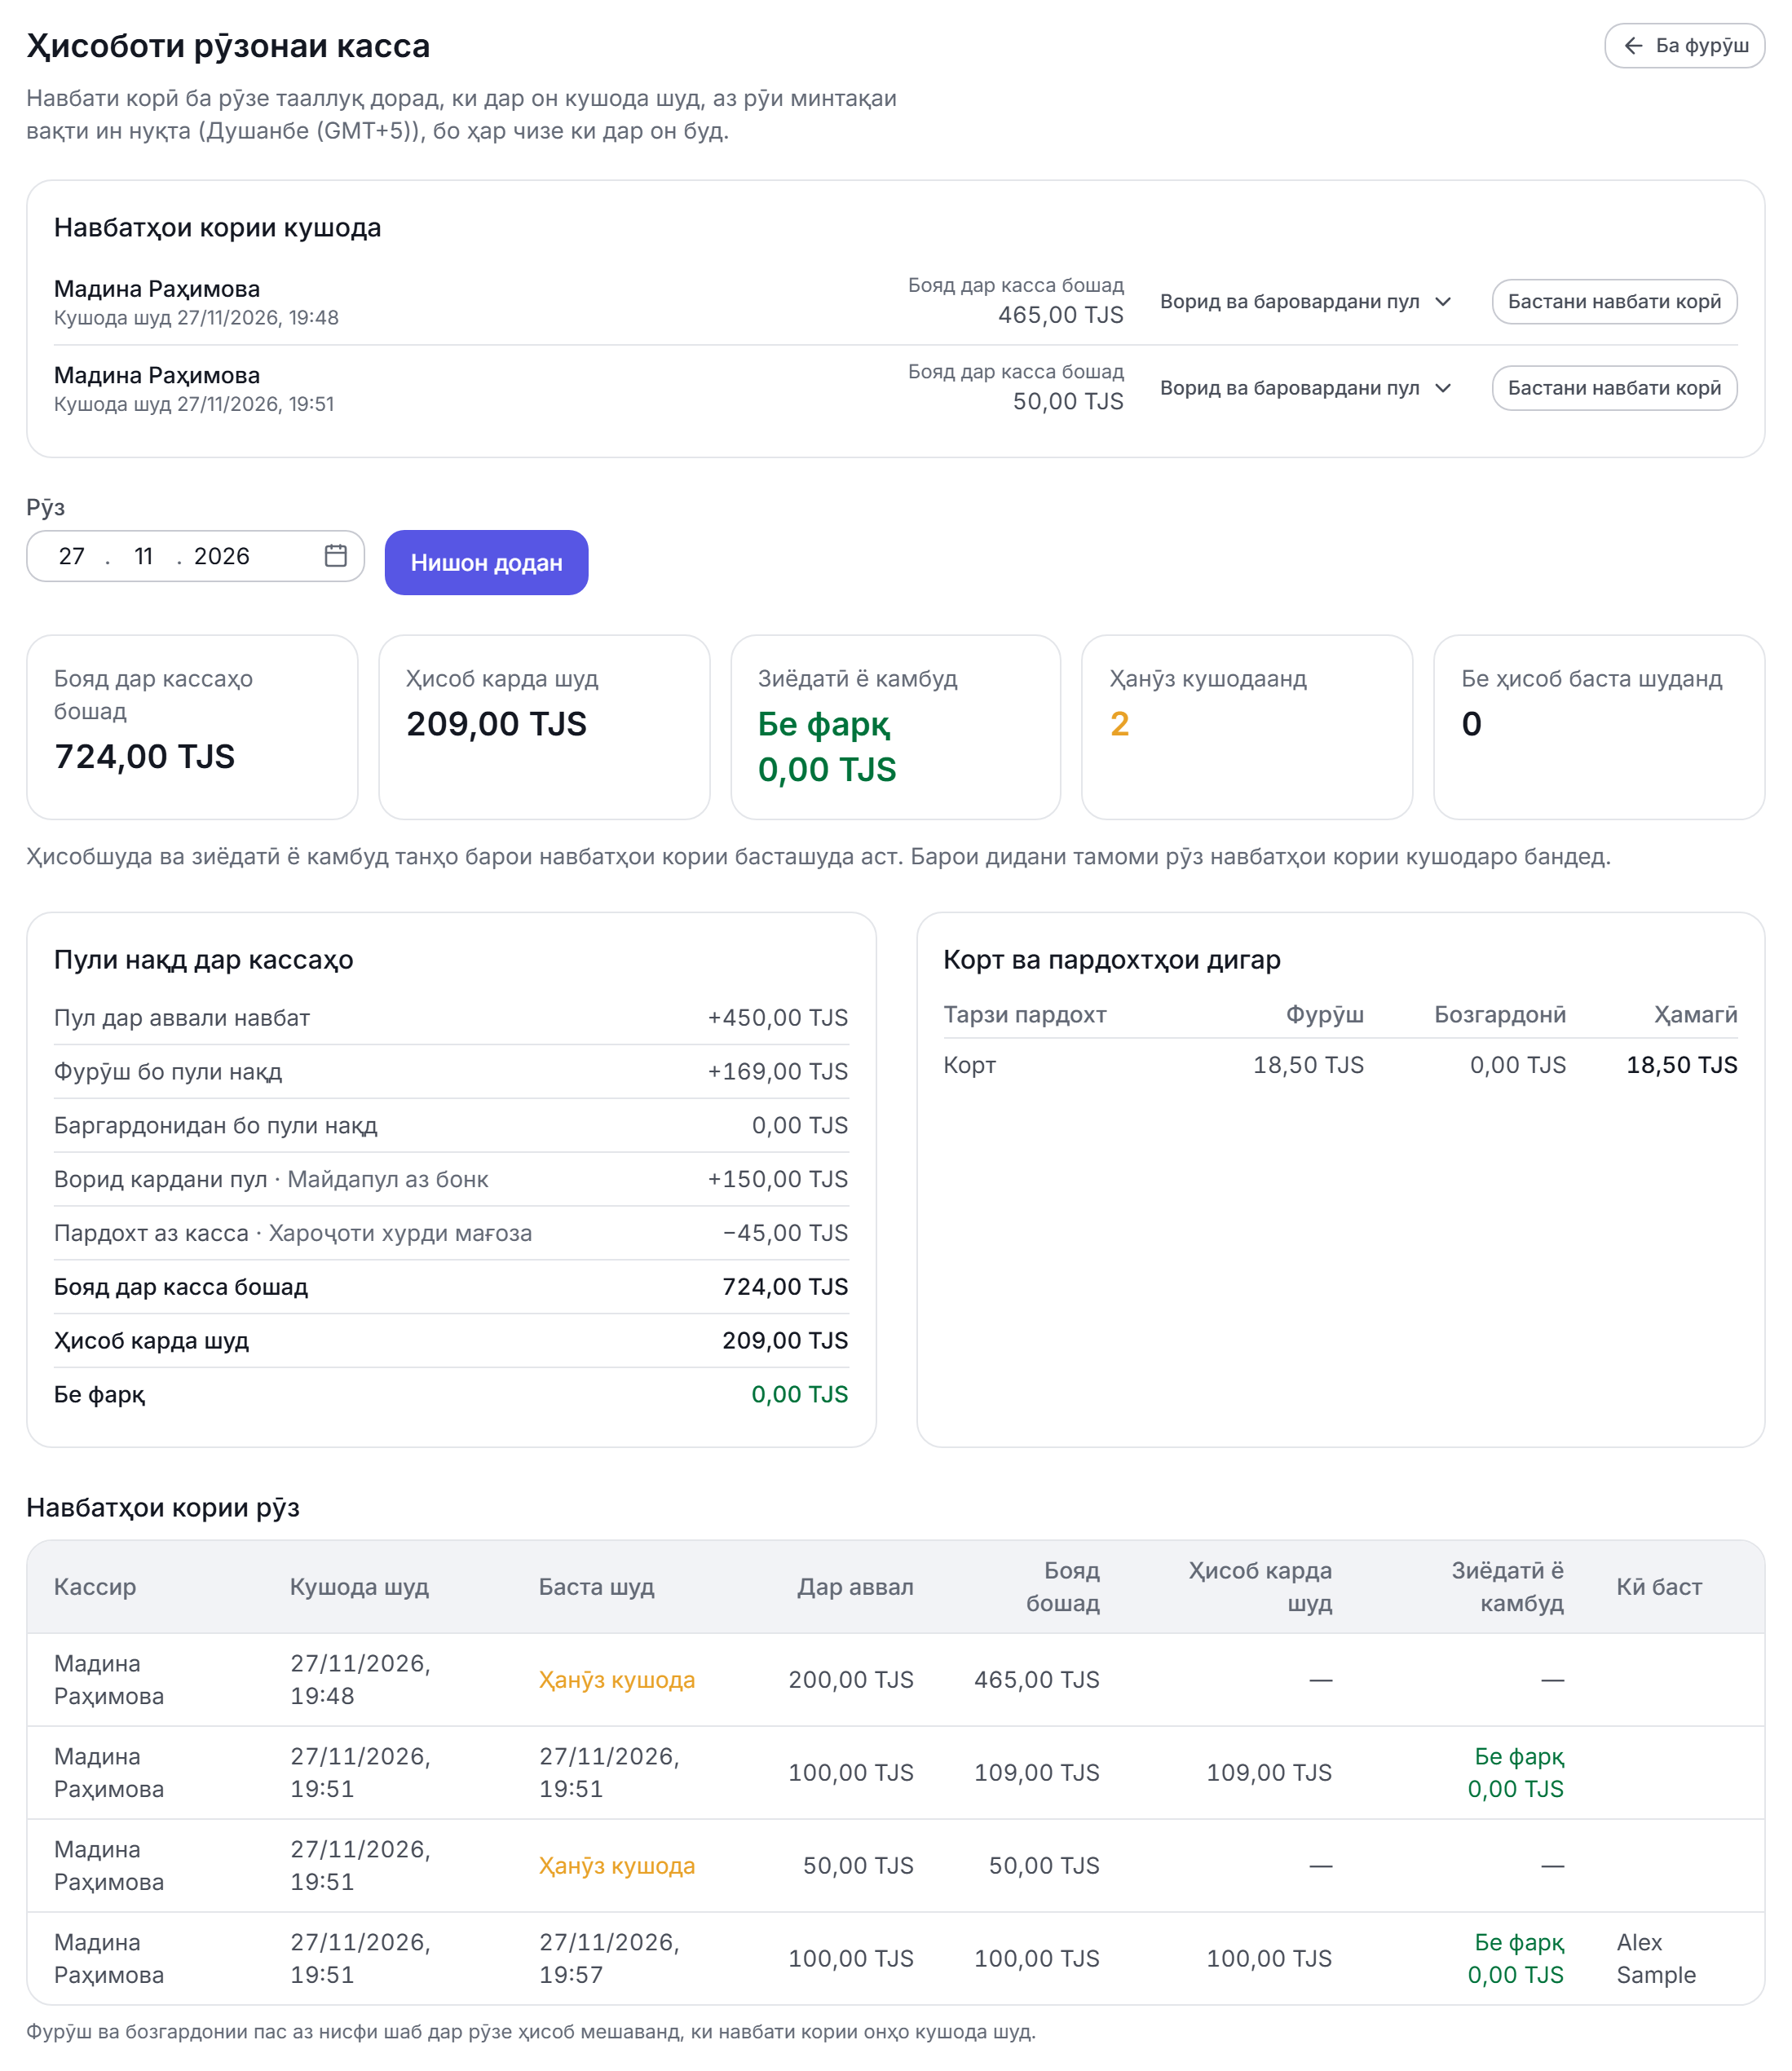 Ҳисоботи рӯзонаи касса
Ба фурӯш
Навбати корӣ ба рӯзе тааллуқ дорад, ки дар он кушода шуд, аз рӯи минтақаи
вақти ин нуқта (Душанбе (GMT+5)), бо ҳар чизе ки дар он буд.
Навбатҳои кории кушода
Мадина Раҳимова
Кушода шуд 27/11/2026, 19:48
Бояд дар касса бошад
465,00 TJS
Ворид ва баровардани пул
Бастани навбати корӣ
Мадина Раҳимова
Кушода шуд 27/11/2026, 19:51
Бояд дар касса бошад
50,00 TJS
Ворид ва баровардани пул
Бастани навбати корӣ
Рӯз
27 . 11 . 2026
Нишон додан
Бояд дар кассаҳо
бошад
724,00 TJS
Ҳисоб карда шуд
209,00 TJS
Зиёдатӣ ё камбуд
Бе фарқ
0,00 TJS
Ҳанӯз кушодаанд
2
Бе ҳисоб баста шуданд
0
Ҳисобшуда ва зиёдатӣ ё камбуд танҳо барои навбатҳои кории басташуда аст. Барои дидани тамоми рӯз навбатҳои кории кушодаро бандед.
Пули нақд дар кассаҳо
Пул дар аввали навбат +450,00 TJS
Фурӯш бо пули нақд +169,00 TJS
Баргардонидан бо пули нақд 0,00 TJS
Ворид кардани пул · Майдапул аз бонк +150,00 TJS
Пардохт аз касса · Хароҷоти хурди мағоза −45,00 TJS
Бояд дар касса бошад 724,00 TJS
Ҳисоб карда шуд 209,00 TJS
Бе фарқ 0,00 TJS
Корт ва пардохтҳои дигар
Тарзи пардохт Фурӯш Бозгардонӣ Ҳамагӣ
Корт 18,50 TJS 0,00 TJS 18,50 TJS
Навбатҳои кории рӯз
Кассир Кушода шуд Баста шуд Дар аввал Бояд бошад Ҳисоб карда шуд Зиёдатӣ ё камбуд Кӣ баст
Мадина Раҳимова 27/11/2026, 19:48 Ҳанӯз кушода 200,00 TJS 465,00 TJS — —
Мадина Раҳимова 27/11/2026, 19:51 27/11/2026, 19:51 100,00 TJS 109,00 TJS 109,00 TJS Бе фарқ 0,00 TJS
Мадина Раҳимова 27/11/2026, 19:51 Ҳанӯз кушода 50,00 TJS 50,00 TJS — —
Мадина Раҳимова 27/11/2026, 19:51 27/11/2026, 19:57 100,00 TJS 100,00 TJS 100,00 TJS Бе фарқ 0,00 TJS Alex Sample
Фурӯш ва бозгардонии пас аз нисфи шаб дар рӯзе ҳисоб мешаванд, ки навбати кории онҳо кушода шуд.